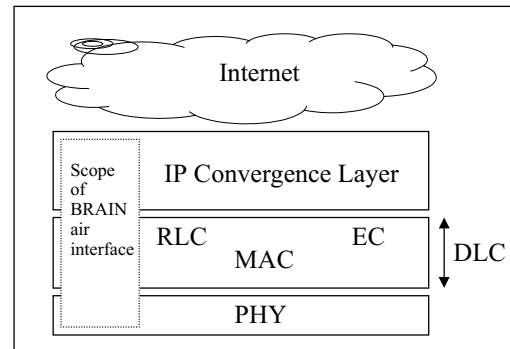 Internet
Scope
of
BRAIN
air
interface
IP Convergence Layer
RLC
EC
MAC
DLC
PHY